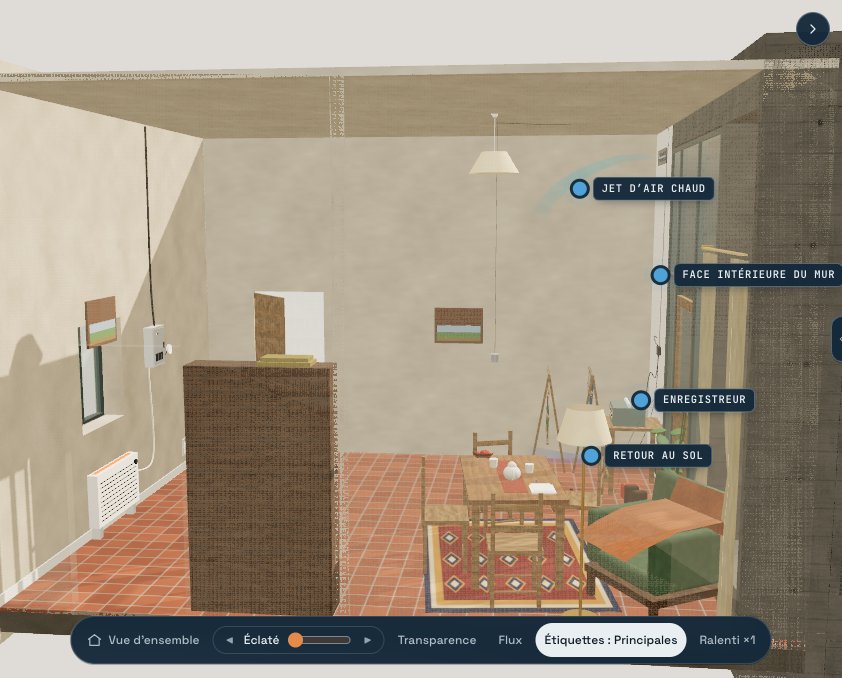 JET D'AIR CHAUD
FACE INTÉRIEURE DU MUR
ENREGISTREUR
RETOUR AU SOL
Vue d'ensemble
Éclaté
Transparence
Flux
Étiquettes : Principales
Ralenti ×1